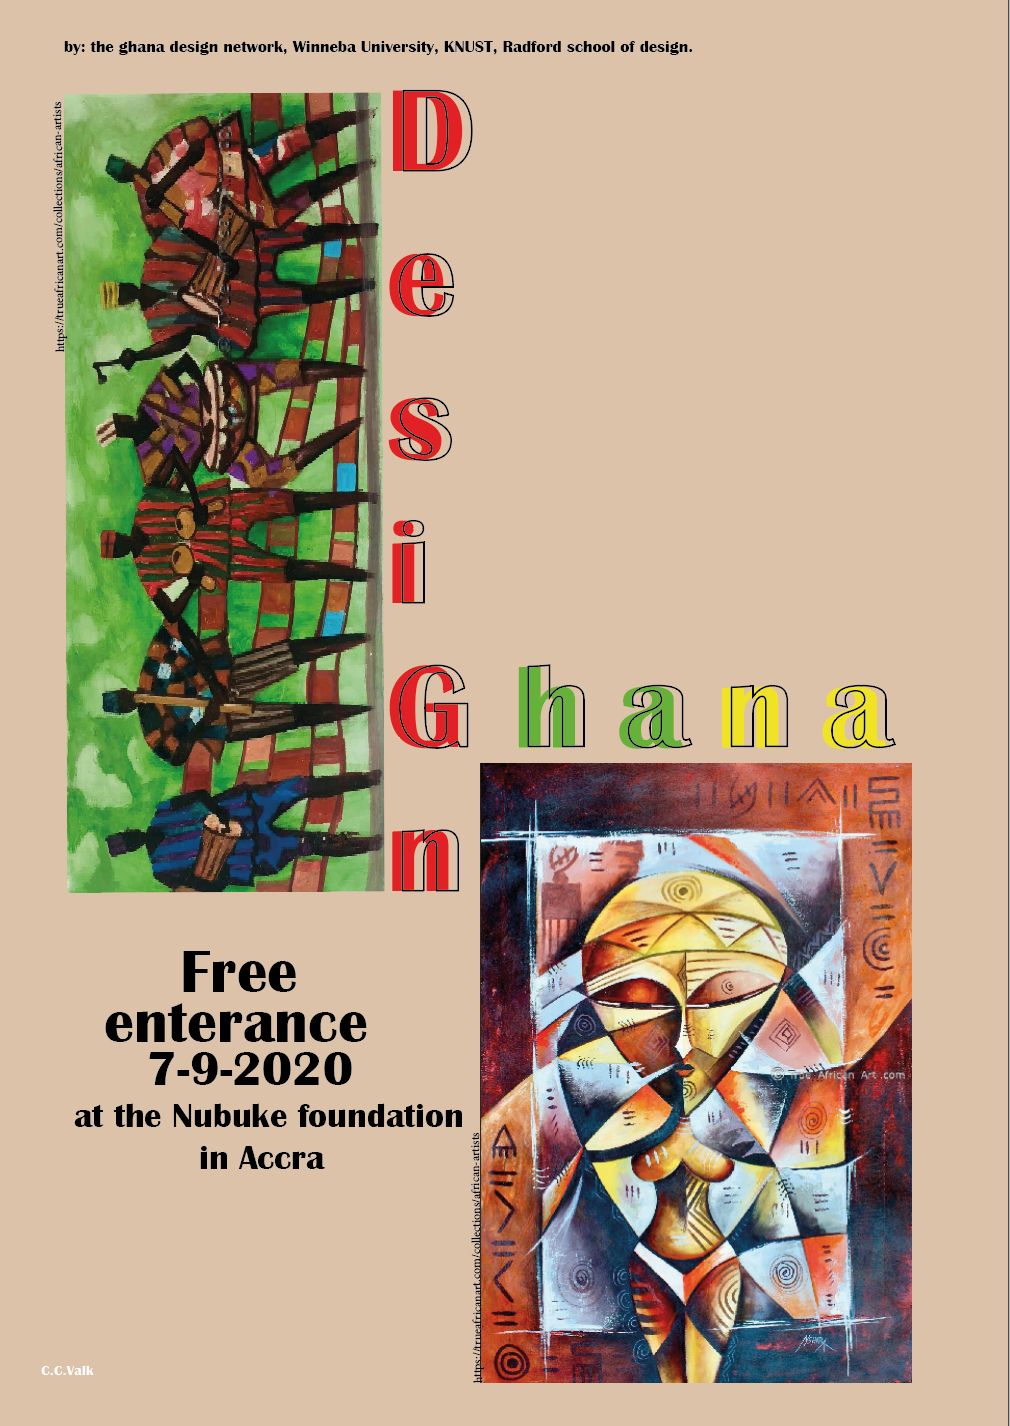 by: the ghana design network, Winneba University, KNUST, Radford school of design.
https://trueafricanart.com/collections/african-artists
Design
Ghana
Free
enterance
7-9-2020
at the Nubuke foundation
in Accra
© True African Art .com
https://trueafricanart.com/collections/african-artists
C.C.Valk